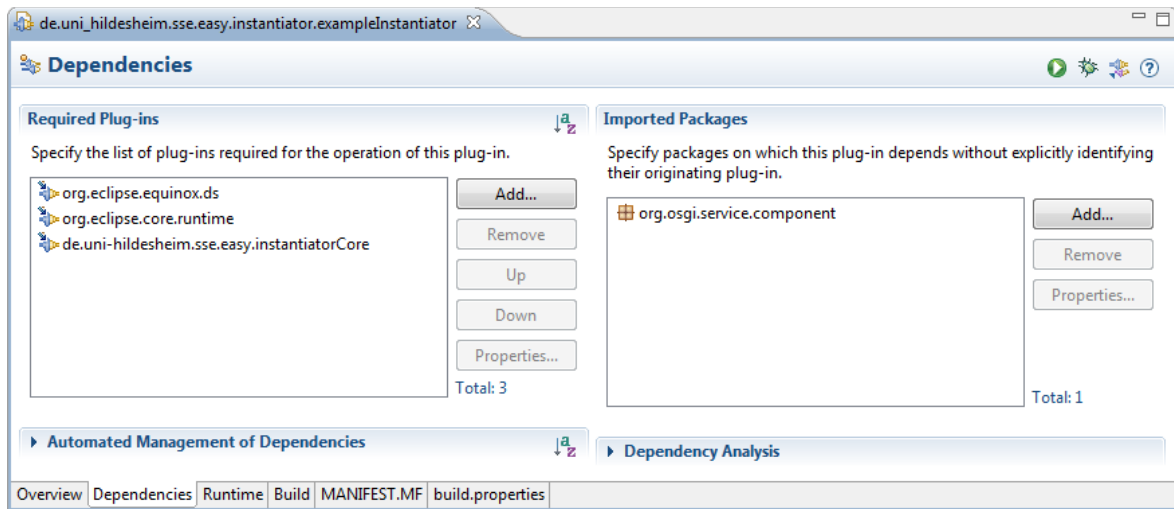 de.uni_hildesheim.sse.easy.instantiator.exampleInstantiator
Dependencies
Required Plug-ins
a
z
Specify the list of plug-ins required for the operation of this plug-in.
org.eclipse.equinox.ds
org.eclipse.core.runtime
de.uni-hildesheim.sse.easy.instantiatorCore
Add...
Remove
Up
Down
Properties...
Total: 3
Imported Packages
Specify packages on which this plug-in depends without explicitly identifying
their originating plug-in.
org.osgi.service.component
Add...
Remove
Properties...
Total: 1
Automated Management of Dependencies
a
z
Dependency Analysis
Overview Dependencies Runtime Build MANIFEST.MF build.properties